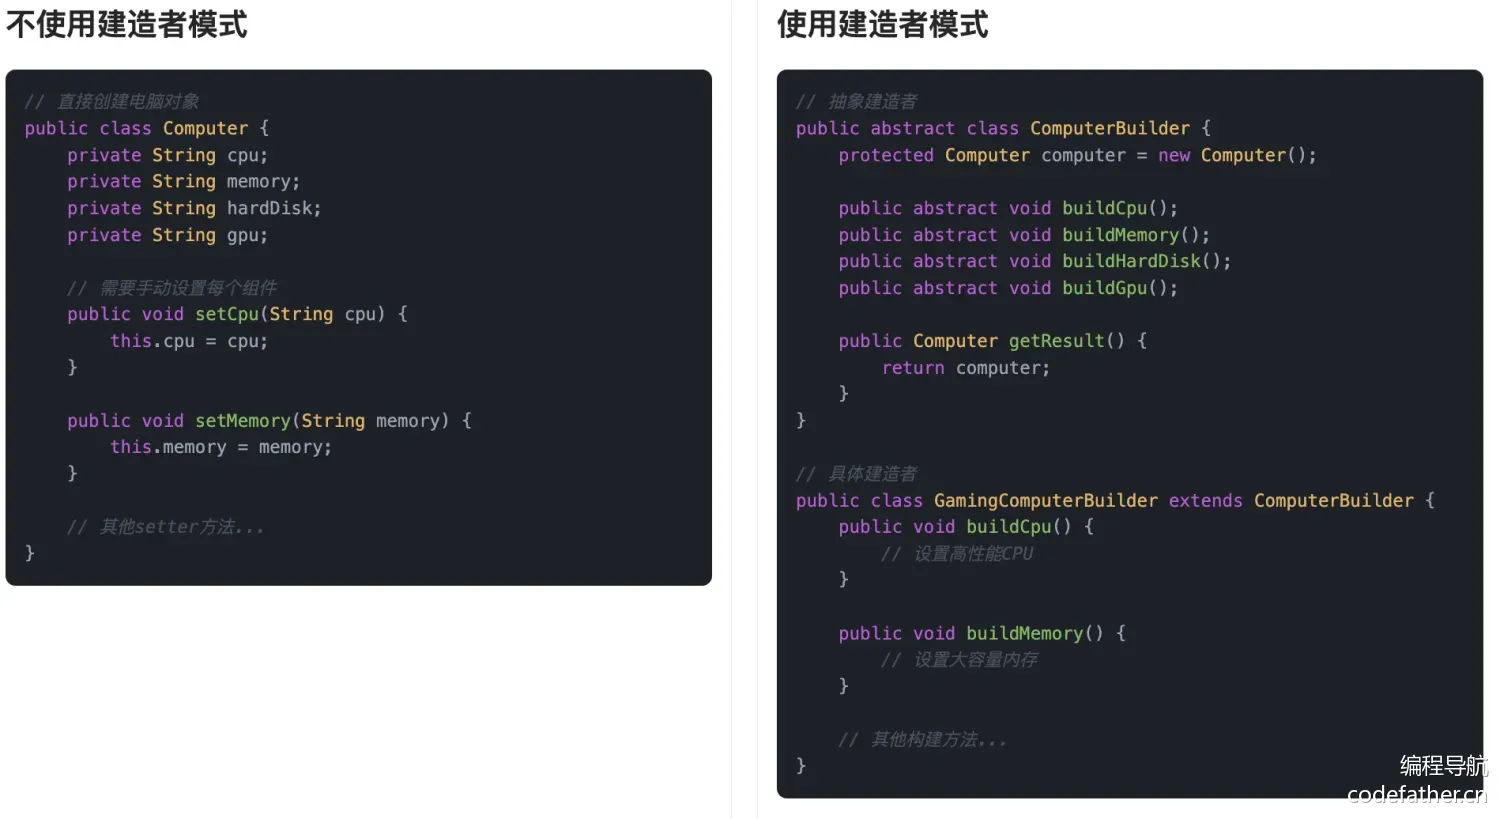 不使用建造者模式
// 直接创建电脑对象
public class Computer {
    private String cpu;
    private String memory;
    private String hardDisk;
    private String gpu;

    // 需要手动设置每个组件
    public void setCpu(String cpu) {
        this.cpu = cpu;
    }

    public void setMemory(String memory) {
        this.memory = memory;
    }

    // 其他setter方法...
}
使用建造者模式
// 抽象建造者
public abstract class ComputerBuilder {
    protected Computer computer = new Computer();

    public abstract void buildCpu();
    public abstract void buildMemory();
    public abstract void buildHardDisk();
    public abstract void buildGpu();

    public Computer getResult() {
        return computer;
    }
}

// 具体建造者
public class GamingComputerBuilder extends ComputerBuilder {
    public void buildCpu() {
        // 设置高性能CPU
    }

    public void buildMemory() {
        // 设置大容量内存
    }

    // 其他构建方法...
}
编程导航
codefather.cn